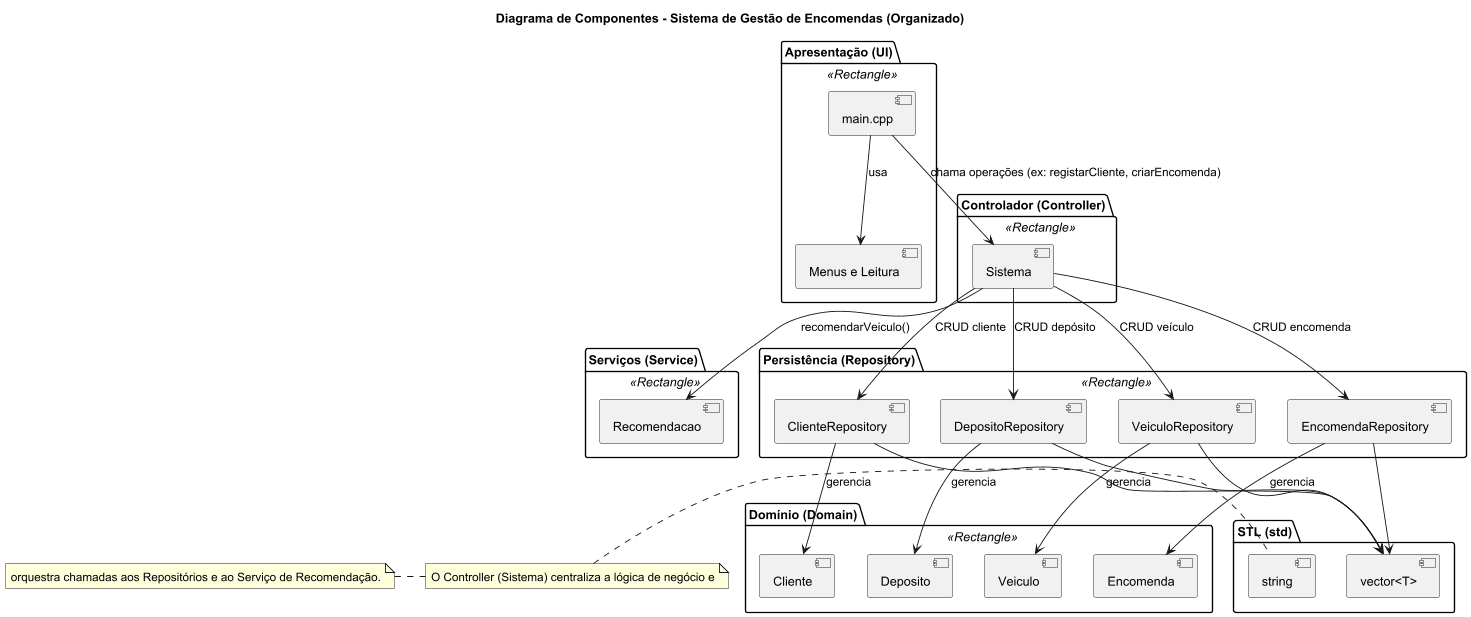 Diagrama de Componentes - Sistema de Gestão de Encomendas (Organizado)
Apresentação (UI)
«Rectangle»
main.cpp
usa
chama operações (ex: registarCliente, criarEncomenda)
Controlador (Controller)
«Rectangle»
Menus e Leitura
Sistema
recomendarVeiculo()
CRUD cliente
CRUD depósito
CRUD veículo
CRUD encomenda
Serviços (Service)
«Rectangle»
Recomendacao
Persistência (Repository)
«Rectangle»
ClienteRepository
DepositoRepository
VeiculoRepository
EncomendaRepository
gerencia
gerencia
gerencia
gerencia
Domínio (Domain)
«Rectangle»
Cliente
Deposito
Veiculo
Encomenda
STL (std)
string
vector<T>
orquestra chamadas aos Repositórios e ao Serviço de Recomendação.
O Controller (Sistema) centraliza a lógica de negócio e